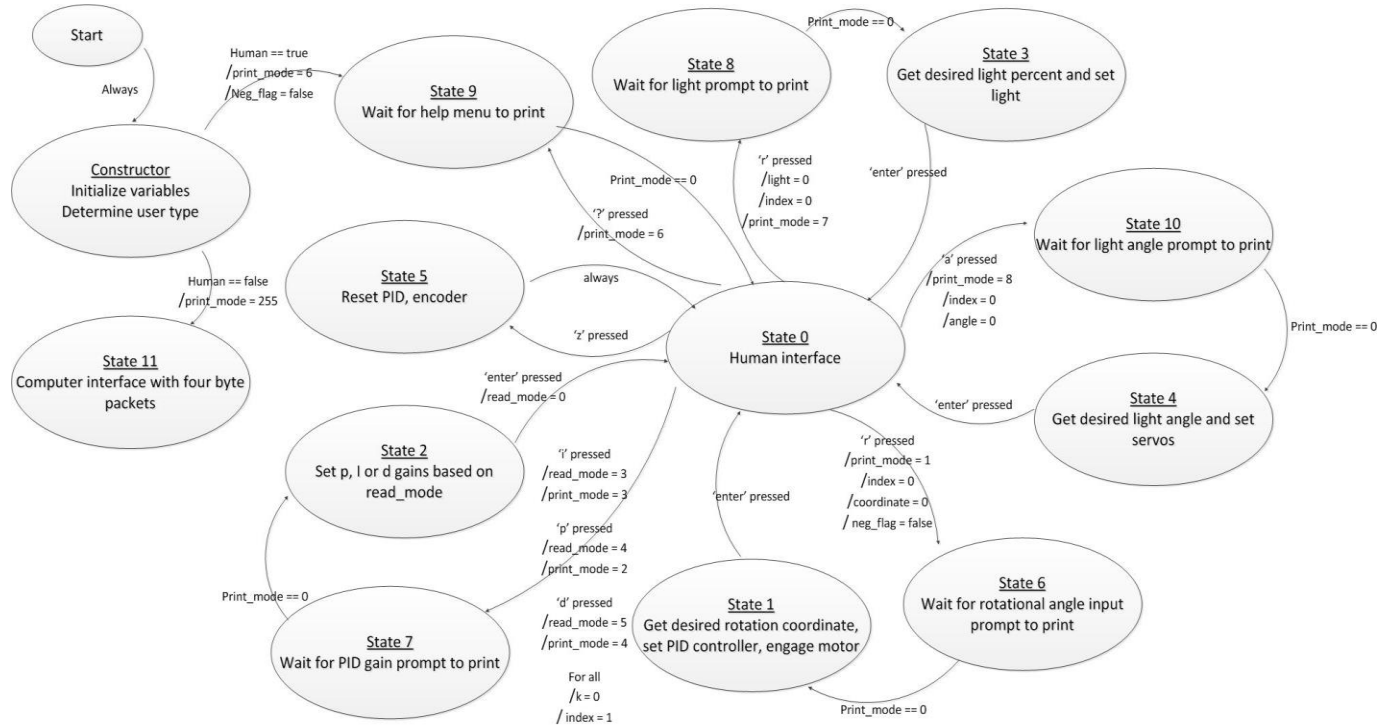 Start
Always
Constructor
Initialize variables
Determine user type
Human == true
/print_mode = 6
/Neg_flag = false
Human == false
/print_mode = 255
State 11
Computer interface with four byte
packets
State 9
Wait for help menu to print
Print_mode == 0
‘?’ pressed
/print_mode = 6
State 5
Reset PID, encoder
always
‘z’ pressed
State 8
Wait for light prompt to print
Print_mode == 0
State 3
Get desired light percent and set
light
‘enter’ pressed
‘r’ pressed
/light = 0
/index = 0
/print_mode = 7
State 0
Human interface
‘a’ pressed
/print_mode = 8
/index = 0
/angle = 0
State 10
Wait for light angle prompt to print
Print_mode == 0
State 4
Get desired light angle and set
servos
‘enter’ pressed
‘r’ pressed
/print_mode = 1
/index = 0
/coordinate = 0
/ neg_flag = false
State 6
Wait for rotational angle input
prompt to print
Print_mode == 0
State 1
Get desired rotation coordinate,
set PID controller, engage motor
‘enter’ pressed
‘enter’ pressed
/read_mode = 0
State 2
Set p, I or d gains based on
read_mode
Print_mode == 0
State 7
Wait for PID gain prompt to print
‘i’ pressed
/read_mode = 3
/print_mode = 3
‘p’ pressed
/read_mode = 4
/print_mode = 2
‘d’ pressed
/read_mode = 5
/print_mode = 4
For all
/k = 0
/ index = 1